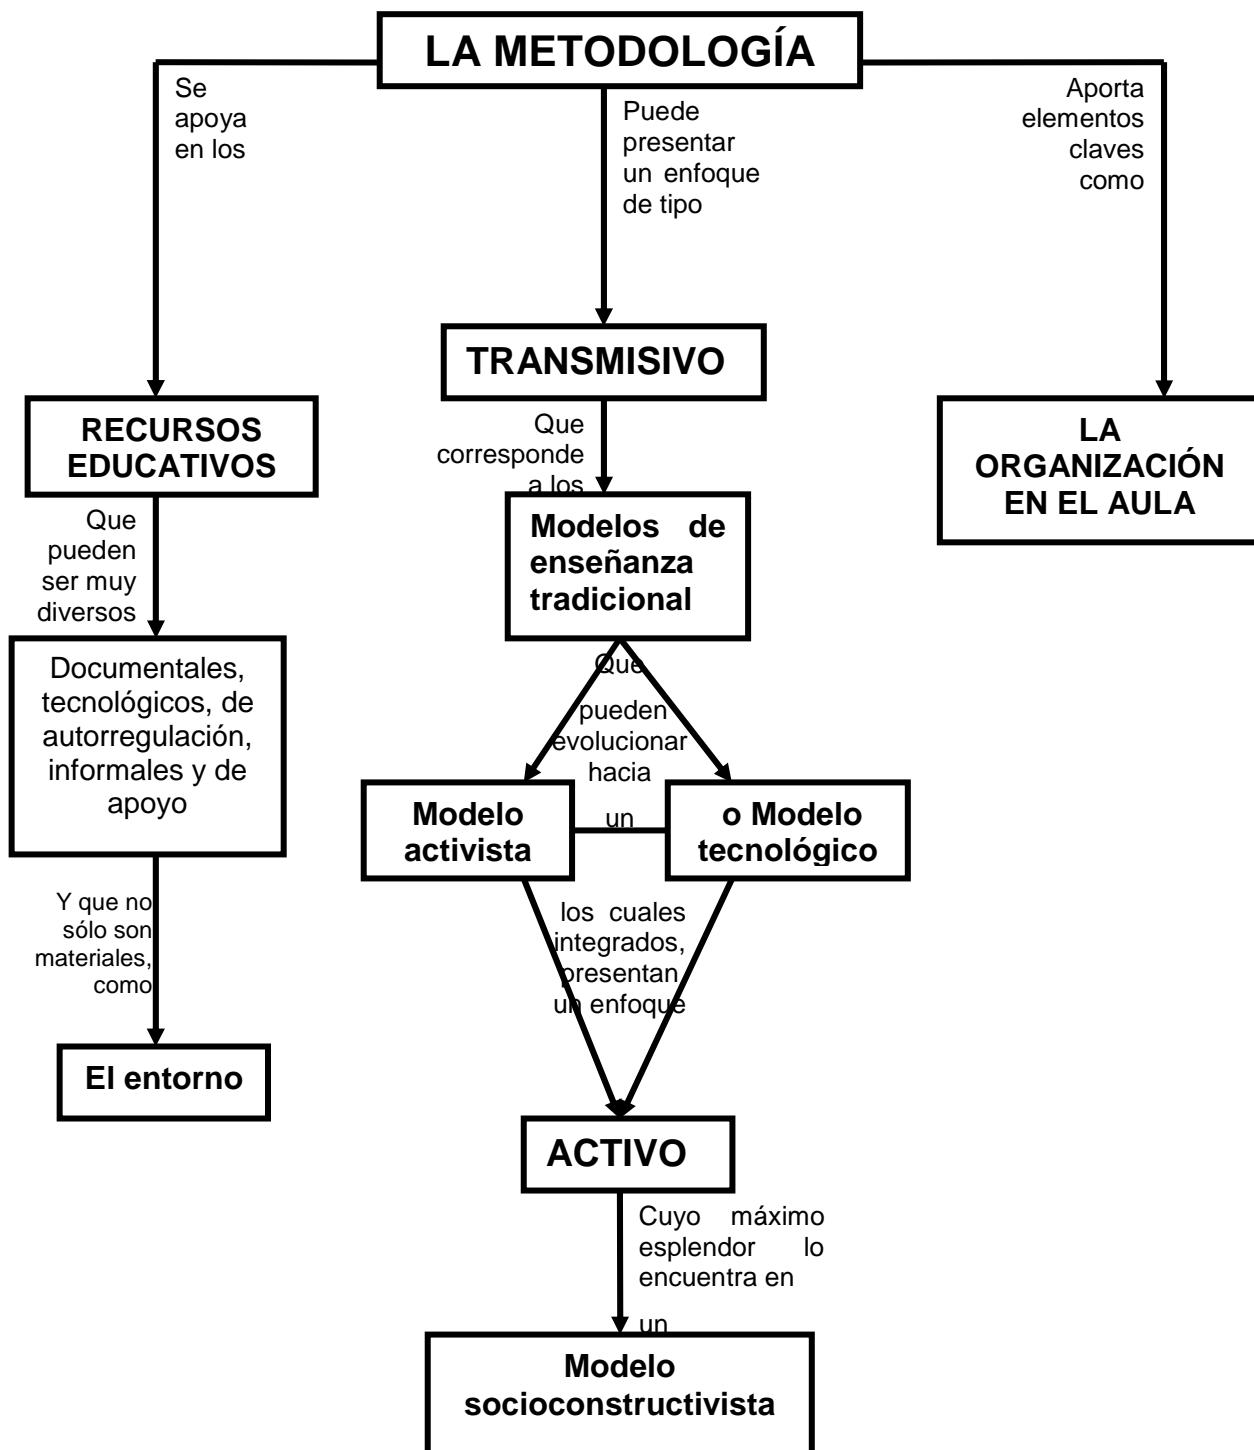 LA METODOLOGÍA
Se
apoya
en los
Puede
presentar
un enfoque
de tipo
Aporta
elementos
claves
como
TRANSMISIVO
RECURSOS
EDUCATIVOS
Que
corresponde
a los
LA
ORGANIZACIÓN
EN EL AULA
Que
pueden
ser muy
diversos
Modelos de
enseñanza
tradicional
Documentales,
tecnológicos, de
autorregulación,
informales y de
apoyo
Que
pueden
evolucionar
hacia
un
Modelo
activista
o Modelo
tecnológico
Y que no
sólo son
materiales,
como
los cuales
integrados,
presentan
un enfoque
El entorno
ACTIVO
Cuyo máximo
esplendor lo
encuentra en
un
Modelo
socioconstructivista